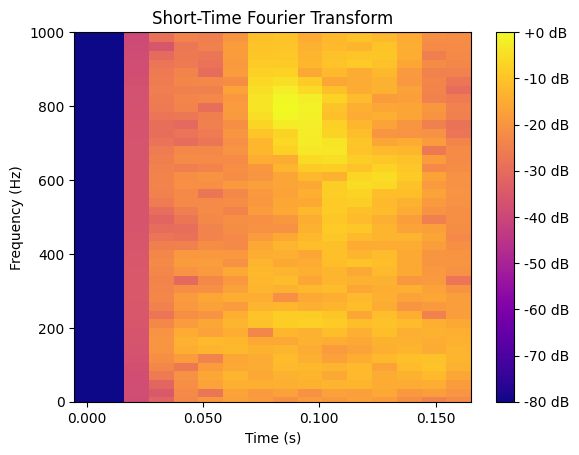 Short-Time Fourier Transform
1000
800
600
400
200
0
Frequency (Hz)
0.000
0.050
0.100
0.150
Time (s)
+0 dB
-10 dB
-20 dB
-30 dB
-40 dB
-50 dB
-60 dB
-70 dB
-80 dB